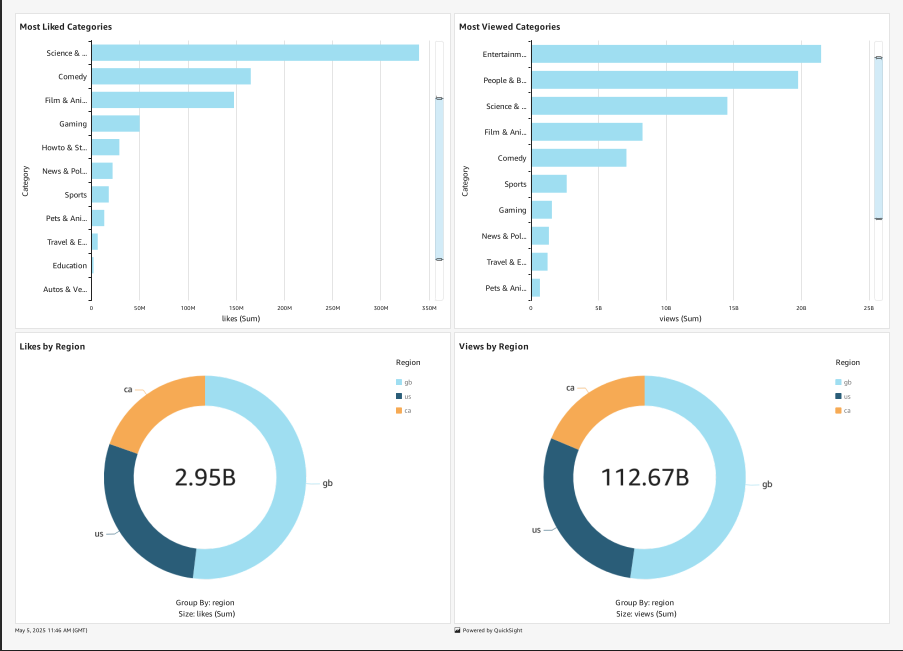 Most Liked Categories
Category
Science & ...
Comedy
Film & Ani...
Gaming
Howto & St...
News & Pol...
Sports
Pets & Ani...
Travel & E...
Education
Autos & Ve...
0 50M 100M 150M 200M 250M 300M 350M
likes (Sum)
Most Viewed Categories
Category
Entertainm...
People & B...
Science & ...
Film & Ani...
Comedy
Sports
Gaming
News & Pol...
Travel & E...
Pets & Ani...
0 5B 10B 15B 20B 25B
views (Sum)
Likes by Region
Region
gb
us
ca
ca
2.95B
gb
us
Group By: region
Size: likes (Sum)
Views by Region
Region
gb
us
ca
ca
112.67B
gb
us
Group By: region
Size: views (Sum)
May 5, 2025 11:46 AM (GMT)
Powered by QuickSight